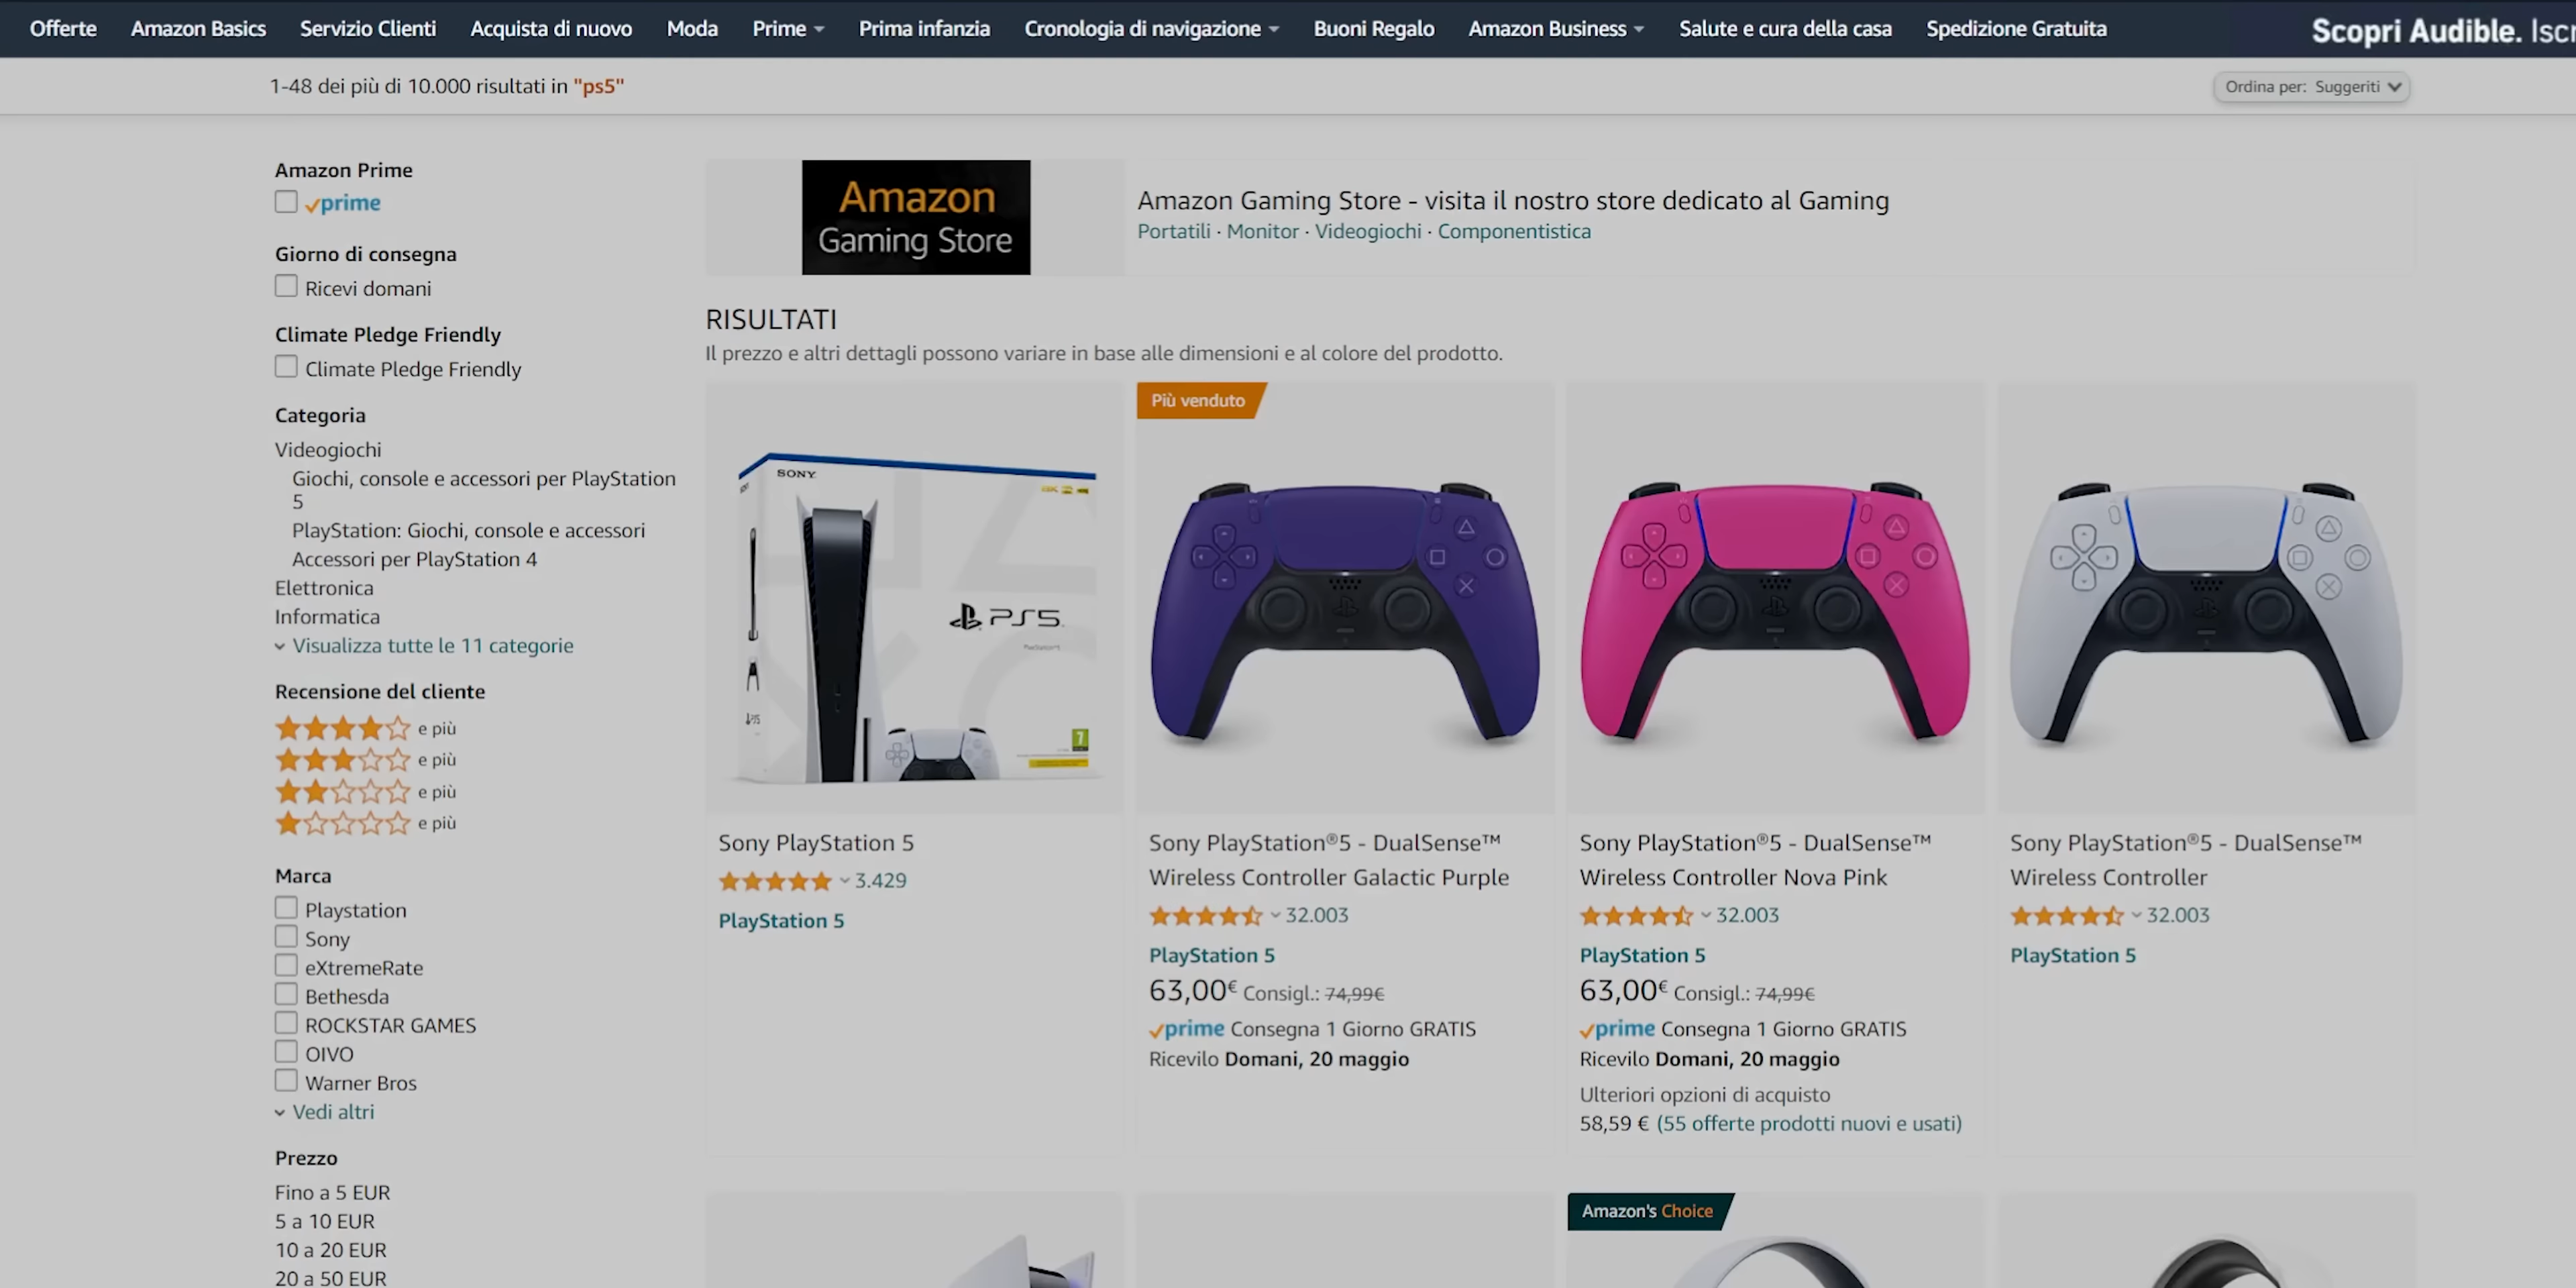 Offerte Amazon Basics Servizio Clienti Acquista di nuovo Moda Prime Prima infanzia Cronologia di navigazione Buoni Regalo Amazon Business Salute e cura della casa Spedizione Gratuita Scopri Audible.
1-48 dei più di 10.000 risultati in "ps5"
Ordina per: Suggeriti
Amazon Prime
prime
Giorno di consegna
Ricevi domani
Climate Pledge Friendly
Climate Pledge Friendly
Categoria
Videogiochi
Giochi, console e accessori per PlayStation
5
PlayStation: Giochi, console e accessori
Accessori per PlayStation 4
Elettronica
Informatica
Visualizza tutte le 11 categorie
Recensione del cliente
e più
e più
e più
e più
Marca
Playstation
Sony
eXtremeRate
Bethesda
ROCKSTAR GAMES
OIVO
Warner Bros
Vedi altri
Prezzo
Fino a 5 EUR
5 a 10 EUR
10 a 20 EUR
20 a 50 EUR
Amazon
Gaming Store
Amazon Gaming Store - visita il nostro store dedicato al Gaming
Portatili · Monitor · Videogiochi · Componentistica
RISULTATI
Il prezzo e altri dettagli possono variare in base alle dimensioni e al colore del prodotto.
SONY
PS5
7
Sony PlayStation 5
3.429
PlayStation 5
Più venduto
Sony PlayStation®5 - DualSense™
Wireless Controller Galactic Purple
32.003
PlayStation 5
63,00€ Consigl.: 74,99€
prime Consegna 1 Giorno GRATIS
Ricevilo Domani, 20 maggio
Sony PlayStation®5 - DualSense™
Wireless Controller Nova Pink
32.003
PlayStation 5
63,00€ Consigl.: 74,99€
prime Consegna 1 Giorno GRATIS
Ricevilo Domani, 20 maggio
Ulteriori opzioni di acquisto
58,59 € (55 offerte prodotti nuovi e usati)
Sony PlayStation®5 - DualSense™
Wireless Controller
32.003
PlayStation 5
Amazon's Choice